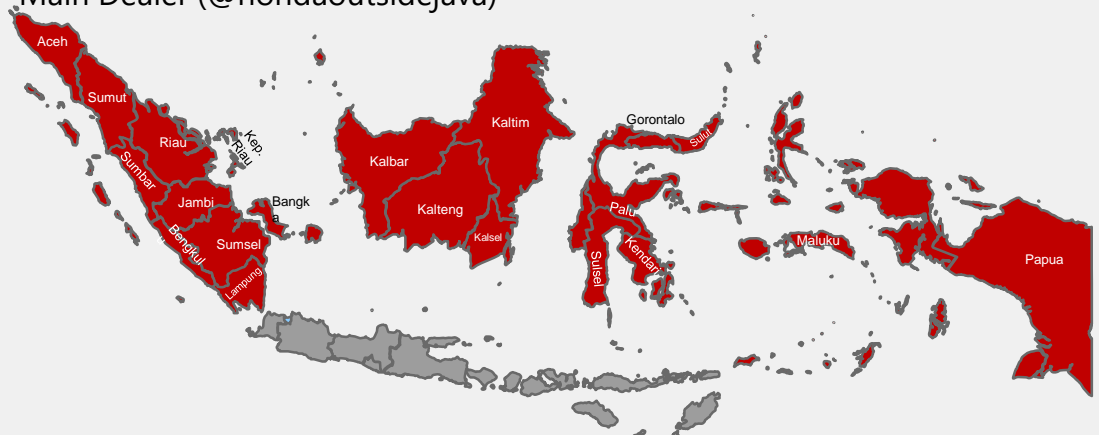 Main Dealer (@hondaoutsidejava)
Aceh
Sumut
Riau
Kep.
Riau
Sumbar
Jambi
Bangk
a
Bengkul
Sumsel
Lampung
Kalbar
Kaltim
Kalteng
Kalsel
Gorontalo
Sulut
Palu
Kendari
Sulsel
Maluku
Papua